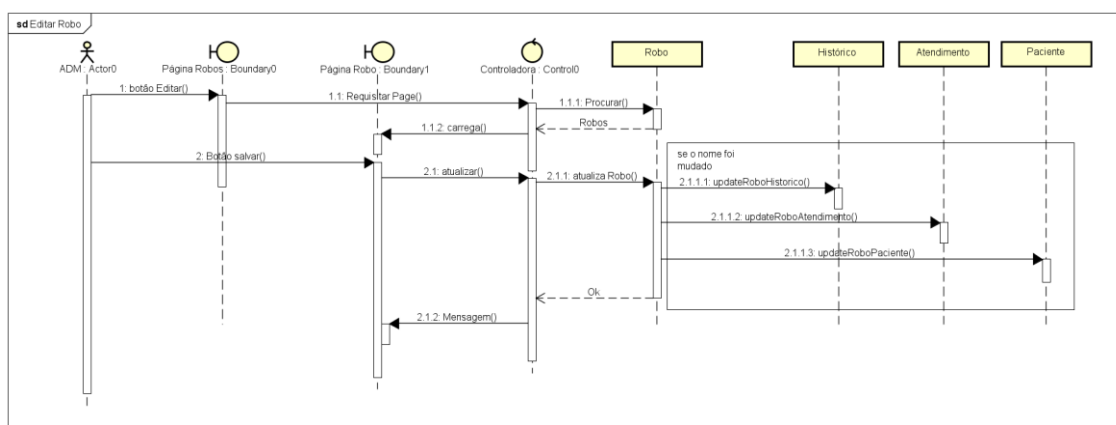 sd Editar Robo
ADM : Actor0
Página Robos : Boundary0
Página Robo : Boundary1
Controladora : Control0
Robo
Histórico
Atendimento
Paciente
1: botão Editar()
1.1: Requisitar Page()
1.1.1: Procurar()
Robos
1.1.2: carrega()
2: Botão salvar()
2.1: atualizar()
2.1.1: atualiza Robo()
se o nome foi
mudado
2.1.1.1: updateRoboHistorico()
2.1.1.2: updateRoboAtendimento()
2.1.1.3: updateRoboPaciente()
Ok
2.1.2: Mensagem()